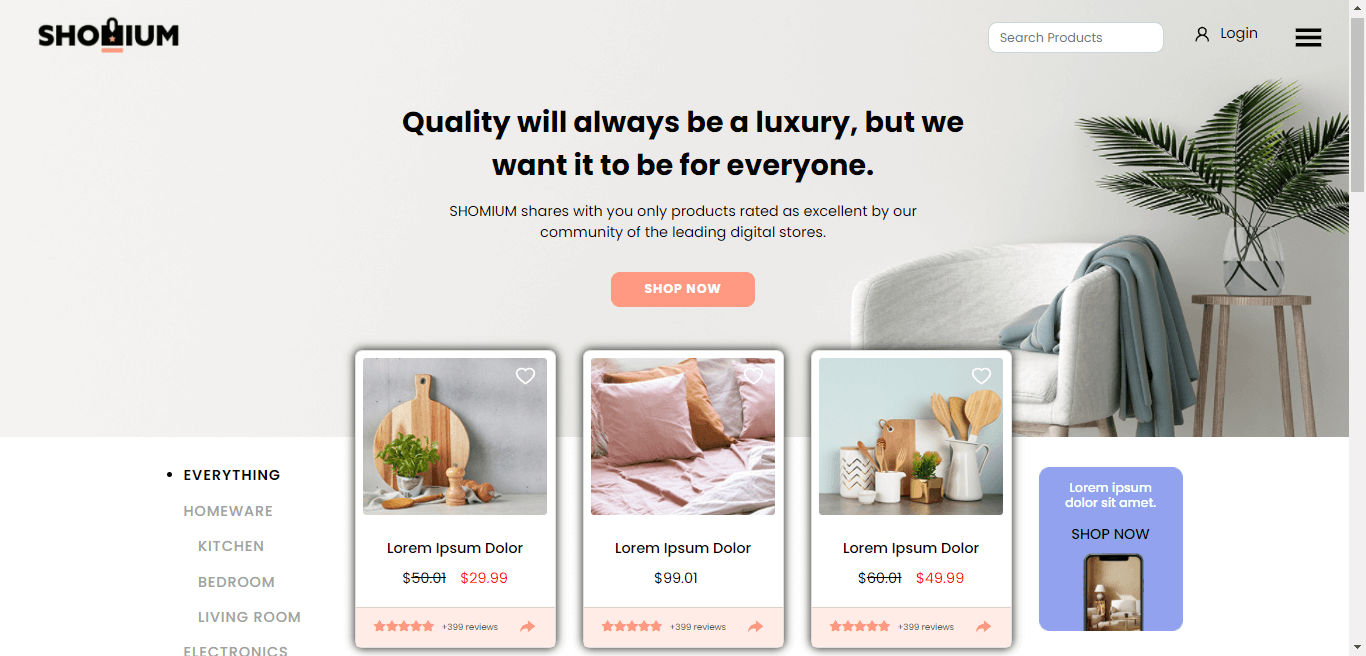 SHOMIUM
Search Products
Login
Quality will always be a luxury, but we
want it to be for everyone.
SHOMIUM shares with you only products rated as excellent by our
community of the leading digital stores.
SHOP NOW
EVERYTHING
HOMEWARE
KITCHEN
BEDROOM
LIVING ROOM
ELECTRONICS
Lorem Ipsum Dolor
$50.01 $29.99
+399 reviews
Lorem Ipsum Dolor
$99.01
+399 reviews
Lorem Ipsum Dolor
$60.01 $49.99
+399 reviews
Lorem ipsum
dolor sit amet.
SHOP NOW